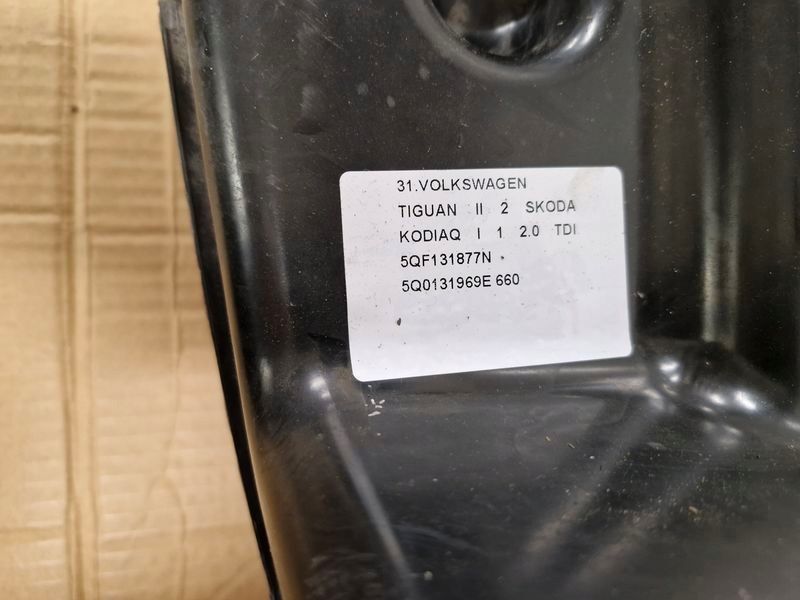 31.VOLKSWAGEN
TIGUAN II 2 SKODA
KODIAQ I 1 2.0 TDI
5QF131877N
5Q0131969E 660